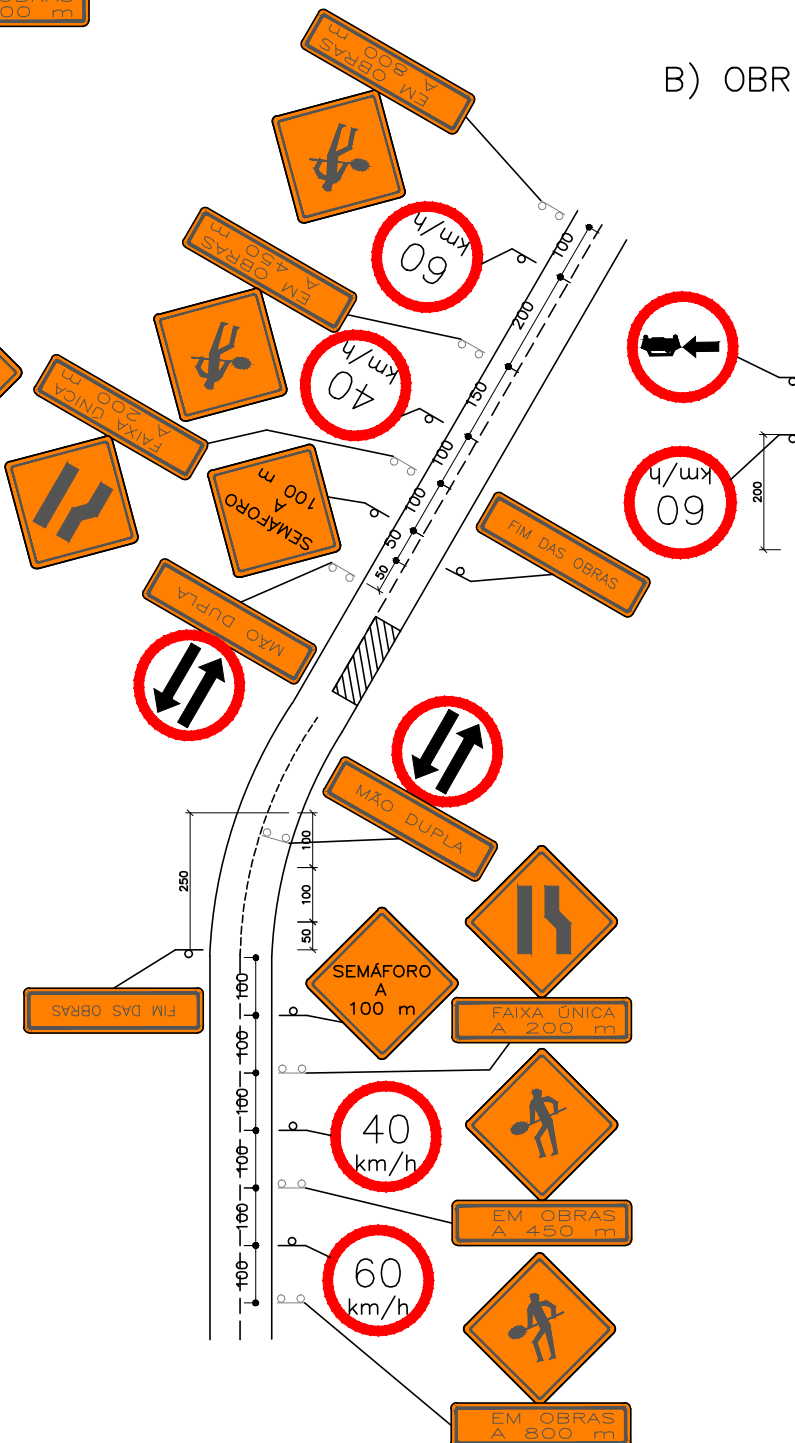 OBRAS
00 m
B) OBR
EM OBRAS
A 800 m
60
km/h
EM OBRAS
A 450 m
40
km/h
FAIXA ÚNICA
A 200 m
SEMÁFORO
A
100 m
MÃO DUPLA
100
200
150
100
100
50
50
FIM DAS OBRAS
60
km/h
200
MÃO DUPLA
250
100
100
50
FIM DAS OBRAS
SEMÁFORO
A
100 m
FAIXA ÚNICA
A 200 m
100
100
100
100
100
100
40
km/h
EM OBRAS
A 450 m
60
km/h
EM OBRAS
A 800 m